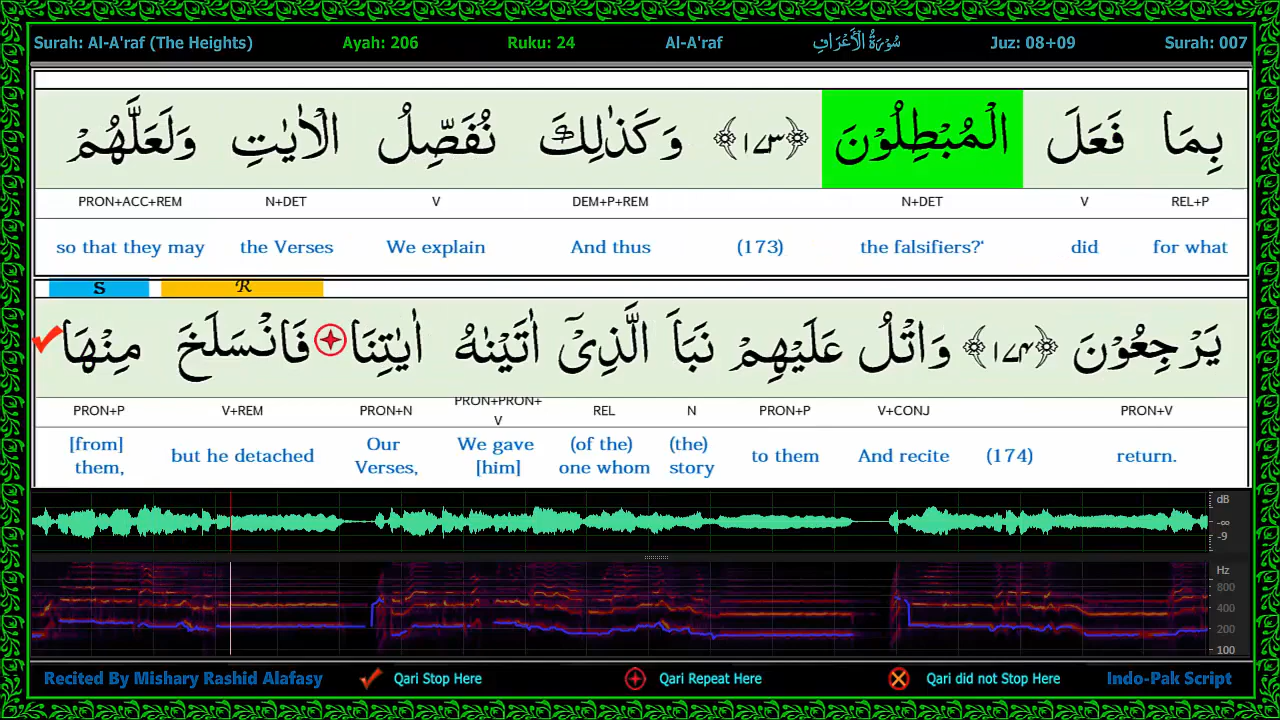 Surah: Al-A'raf (The Heights) Ayah: 206 Ruku: 24 Al-A'raf سُوْرَةُ الْاَعْرَافِ Juz: 08+09 Surah: 007
بِمَا فَعَلَ الْمُبْطِلُوْنَ ﴿۱۷۳﴾ وَكَذٰلِكَ نُفَصِّلُ الْاٰيٰتِ وَلَعَلَّهُمْ
PRON+ACC+REM N+DET V DEM+P+REM N+DET V REL+P
so that they may the Verses We explain And thus (173) the falsifiers?‘ did for what
S R
يَرْجِعُوْنَ ﴿۱۷۴﴾ وَاتْلُ عَلَيْهِمْ نَبَاَ الَّذِيْۤ اٰتَيْنٰهُ اٰيٰتِنَا فَانْسَلَخَ مِنْهَا
PRON+P V+REM PRON+N PRON+PRON+ V REL N PRON+P V+CONJ PRON+V
[from] them, but he detached Our Verses, We gave [him] (of the) one whom (the) story to them And recite (174) return.
dB
-∞
-9
Hz
800
400
200
100
Recited By Mishary Rashid Alafasy Qari Stop Here Qari Repeat Here Qari did not Stop Here Indo-Pak Script